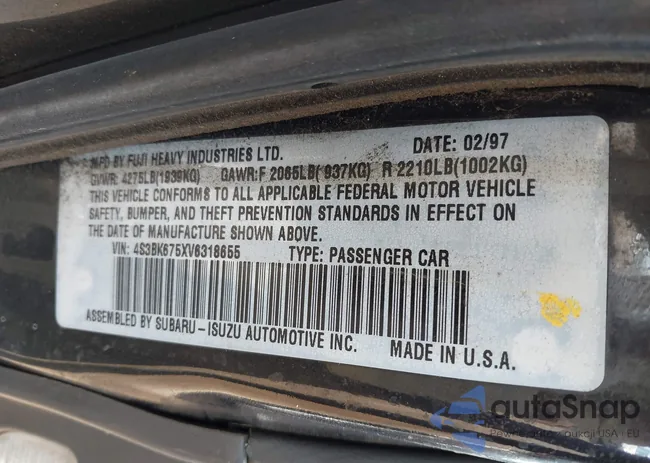 MFD BY FUJI HEAVY INDUSTRIES LTD. DATE: 02/97
GVWR: 4275LB(1939KG) GAWR:F 2065LB( 937KG) R 2210LB(1002KG)
THIS VEHICLE CONFORMS TO ALL APPLICABLE FEDERAL MOTOR VEHICLE
SAFETY, BUMPER, AND THEFT PREVENTION STANDARDS IN EFFECT ON
THE DATE OF MANUFACTURE SHOWN ABOVE.
VIN: 4S3BK675XV6318655 TYPE: PASSENGER CAR
ASSEMBLED BY SUBARU-ISUZU AUTOMOTIVE INC. MADE IN U.S.A.
autoSnap
USA | EU